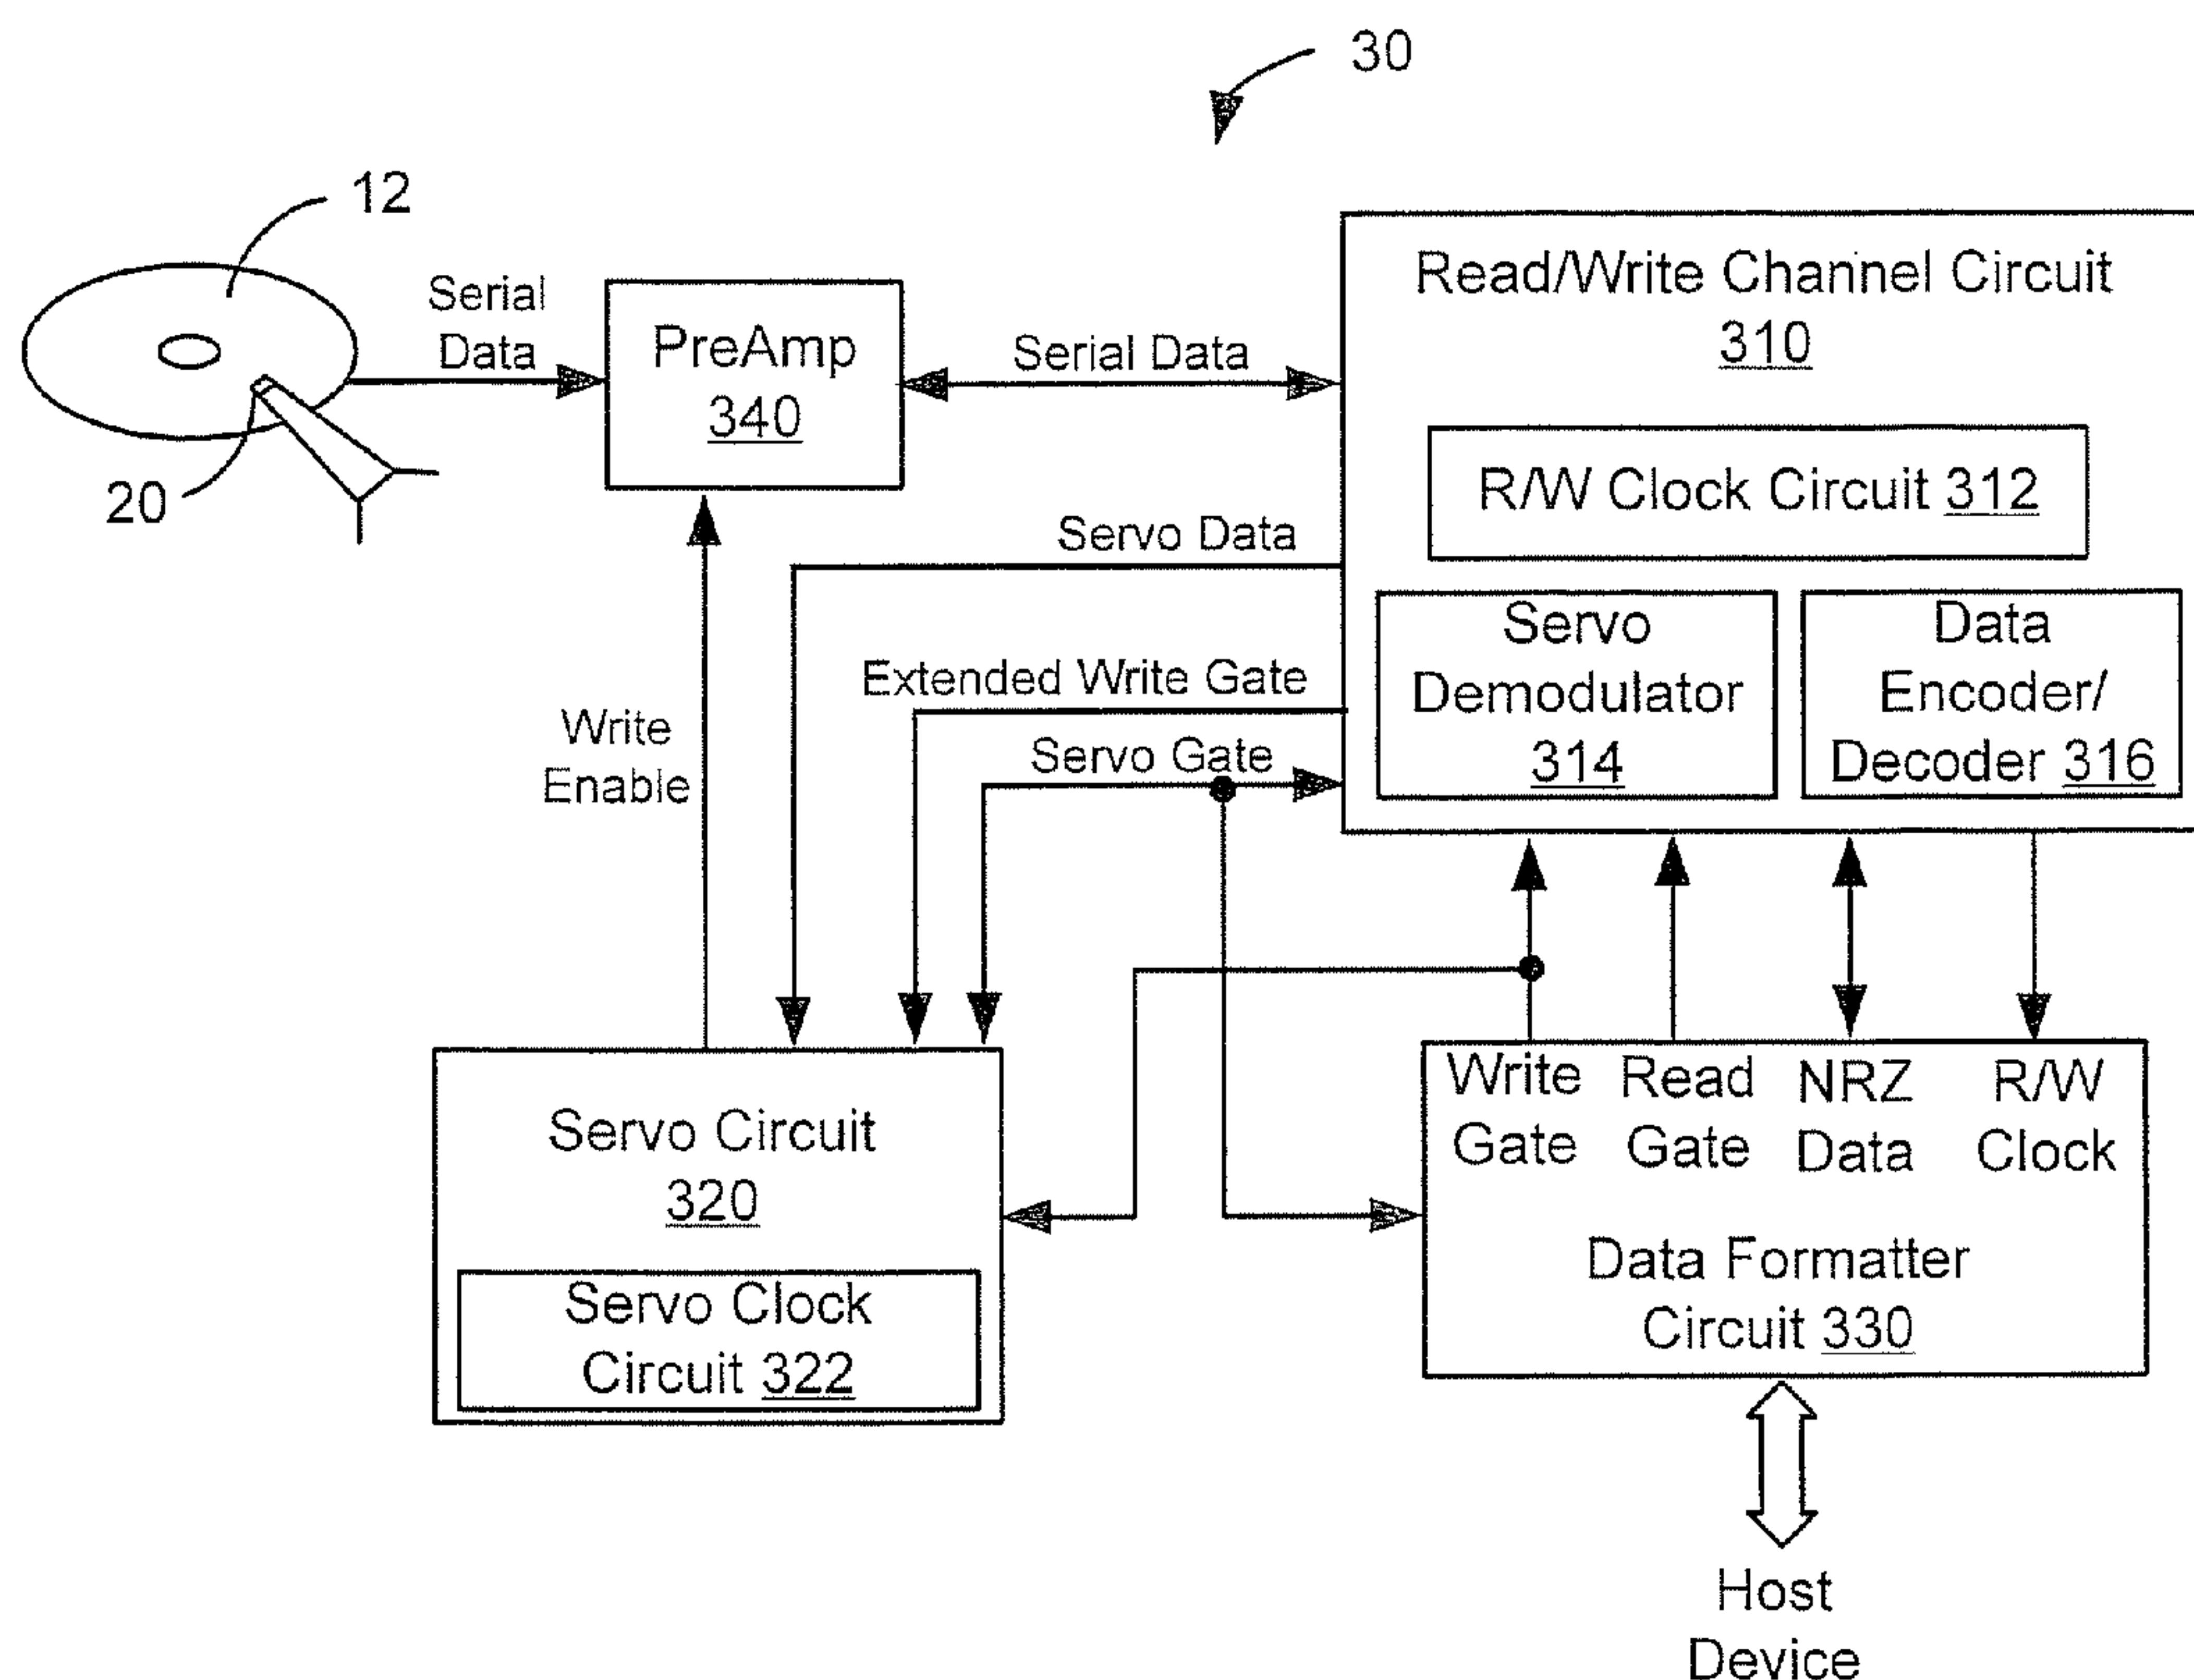 30
12
Serial
Data
PreAmp
340
Serial Data
Read/Write Channel Circuit
310
R/W Clock Circuit 312
20
Servo Data
Servo
Demodulator
314
Data
Encoder/
Decoder 316
Extended Write Gate
Write
Enable
Servo Gate
Write
Gate
Read
Gate
NRZ
Data
R/W
Clock
Servo Circuit
320
Servo Clock
Circuit 322
Data Formatter
Circuit 330
Host
Device